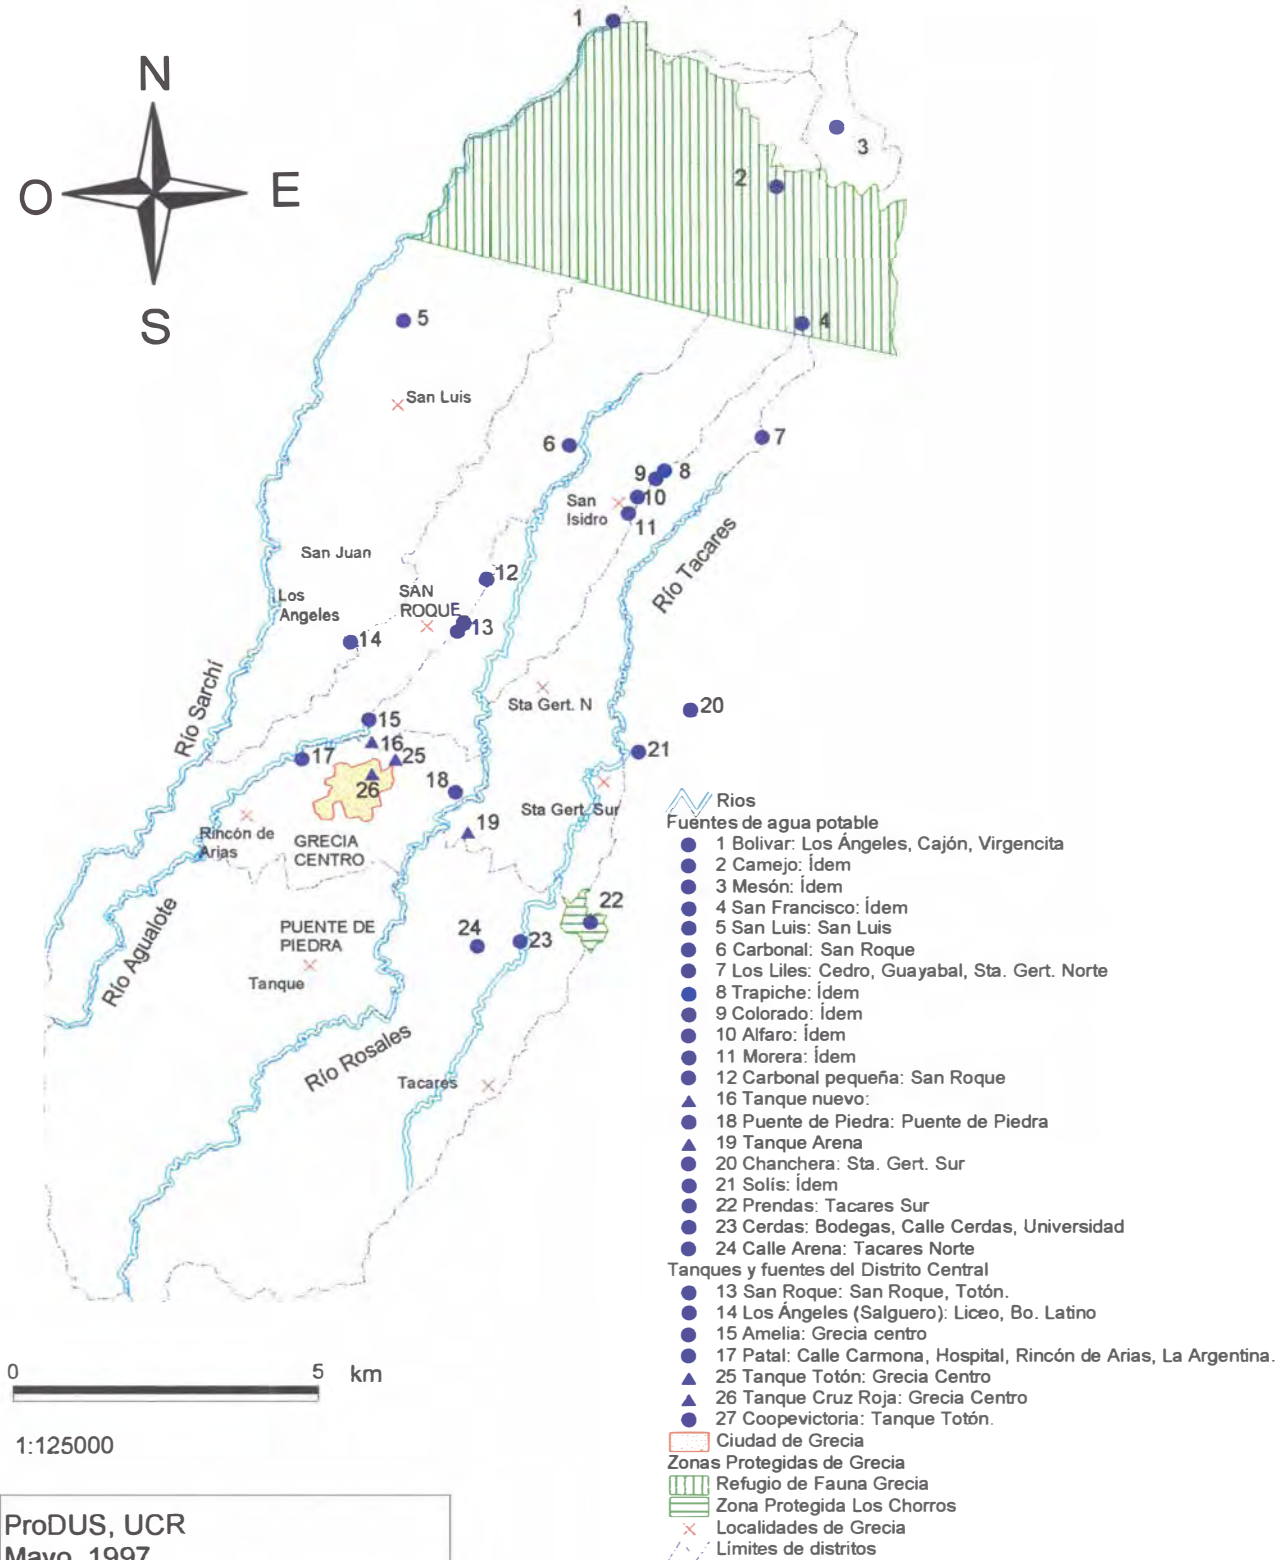 N
O
E
S
1
3
2
4
5
San Luis
6
7
9
8
10
San
Isidro
11
San Juan
Río Tacares
12
Los
Angeles
SAN
ROQUE
13
14
Río Sarchí
Sta Gert. N
20
15
16
25
17
21
26
18
Sta Gert. Sur
19
Rincón de
Arias
GRECIA
CENTRO
22
PUENTE DE
PIEDRA
24
23
Río Agualote
Tanque
Río Rosales
Tacares
Rios
Fuentes de agua potable
1 Bolivar: Los Ángeles, Cajón, Virgencita
2 Camejo: Ídem
3 Mesón: Ídem
4 San Francisco: Ídem
5 San Luis: San Luis
6 Carbonal: San Roque
7 Los Liles: Cedro, Guayabal, Sta. Gert. Norte
8 Trapiche: Ídem
9 Colorado: Ídem
10 Alfaro: Ídem
11 Morera: Ídem
12 Carbonal pequeña: San Roque
16 Tanque nuevo:
18 Puente de Piedra: Puente de Piedra
19 Tanque Arena
20 Chanchera: Sta. Gert. Sur
21 Solís: Ídem
22 Prendas: Tacares Sur
23 Cerdas: Bodegas, Calle Cerdas, Universidad
24 Calle Arena: Tacares Norte
Tanques y fuentes del Distrito Central
13 San Roque: San Roque, Totón.
14 Los Ángeles (Salguero): Liceo, Bo. Latino
15 Amelia: Grecia centro
17 Patal: Calle Carmona, Hospital, Rincón de Arias, La Argentina.
25 Tanque Totón: Grecia Centro
26 Tanque Cruz Roja: Grecia Centro
27 Coopevictoria: Tanque Totón.
Ciudad de Grecia
Zonas Protegidas de Grecia
Refugio de Fauna Grecia
Zona Protegida Los Chorros
Localidades de Grecia
Límites de distritos
0 5 km
1:125000
ProDUS, UCR
Mayo, 1997